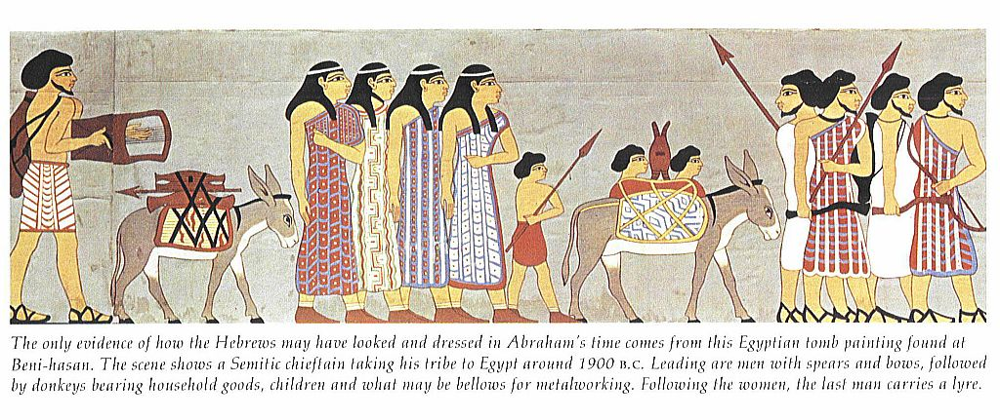 The only evidence of how the Hebrews may have looked and dressed in Abraham's time comes from this Egyptian tomb painting found at
Beni-hasan. The scene shows a Semitic chieftain taking his tribe to Egypt around 1900 B.C. Leading are men with spears and bows, followed
by donkeys bearing household goods, children and what may be bellows for metalworking. Following the women, the last man carries a lyre.